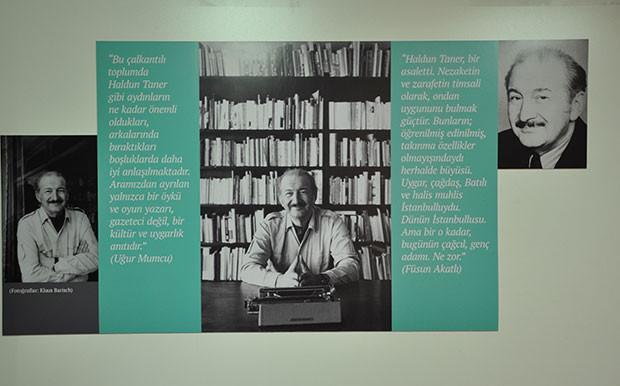 “Bu çalkantılı
toplumda
Haldun Taner
gibi aydınların
ne kadar önemli
oldukları,
arkalarında
bıraktıkları
boşluklarda daha
iyi anlaşılmaktadır.
Aramızdan ayrılan
yalnızca bir öykü
ve oyun yazarı,
gazeteci değil, bir
kültür ve uygarlık
anıtıdır.”
(Uğur Mumcu)
“Haldun Taner, bir
asaletti. Nezaketin
ve zarafetin timsali
olarak, ondan
uygununu bulmak
güçtür. Bunların;
öğrenilmiş edinilmiş,
takınma özellikler
olmayışındaydı
herhalde büyüsü.
Uygar, çağdaş, Batılı
ve halis muhlis
İstanbulluydu.
Dünün İstanbullusu.
Ama bir o kadar,
bugünün çağcıl, genç
adamı. Ne zor.”
(Füsun Akatlı)
(Fotoğraflar: Klaus Barisch)